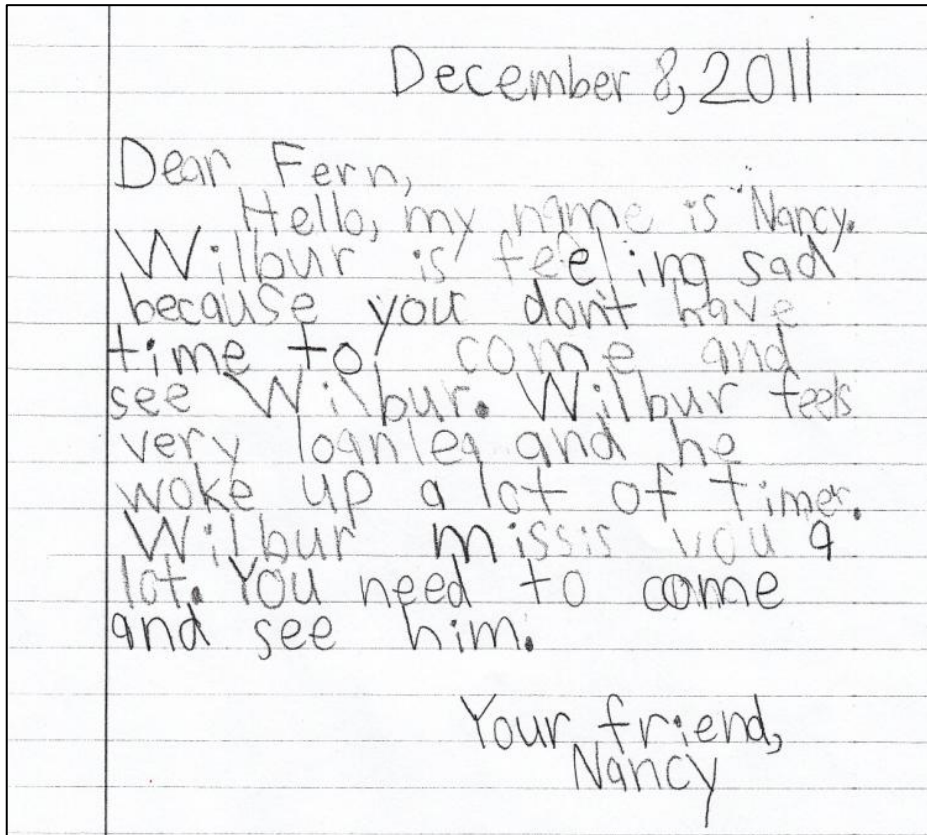 December 8, 2011
Dear Fern,
Hello, my name is Nancy.
Wilbur is feeling sad
because you don't have
time to come and
see Wilbur. Wilbur feels
very loanlea and he
woke up a lot of timer.
Wilbur missis you a
lot. You need to come
and see him.
Your friend,
Nancy